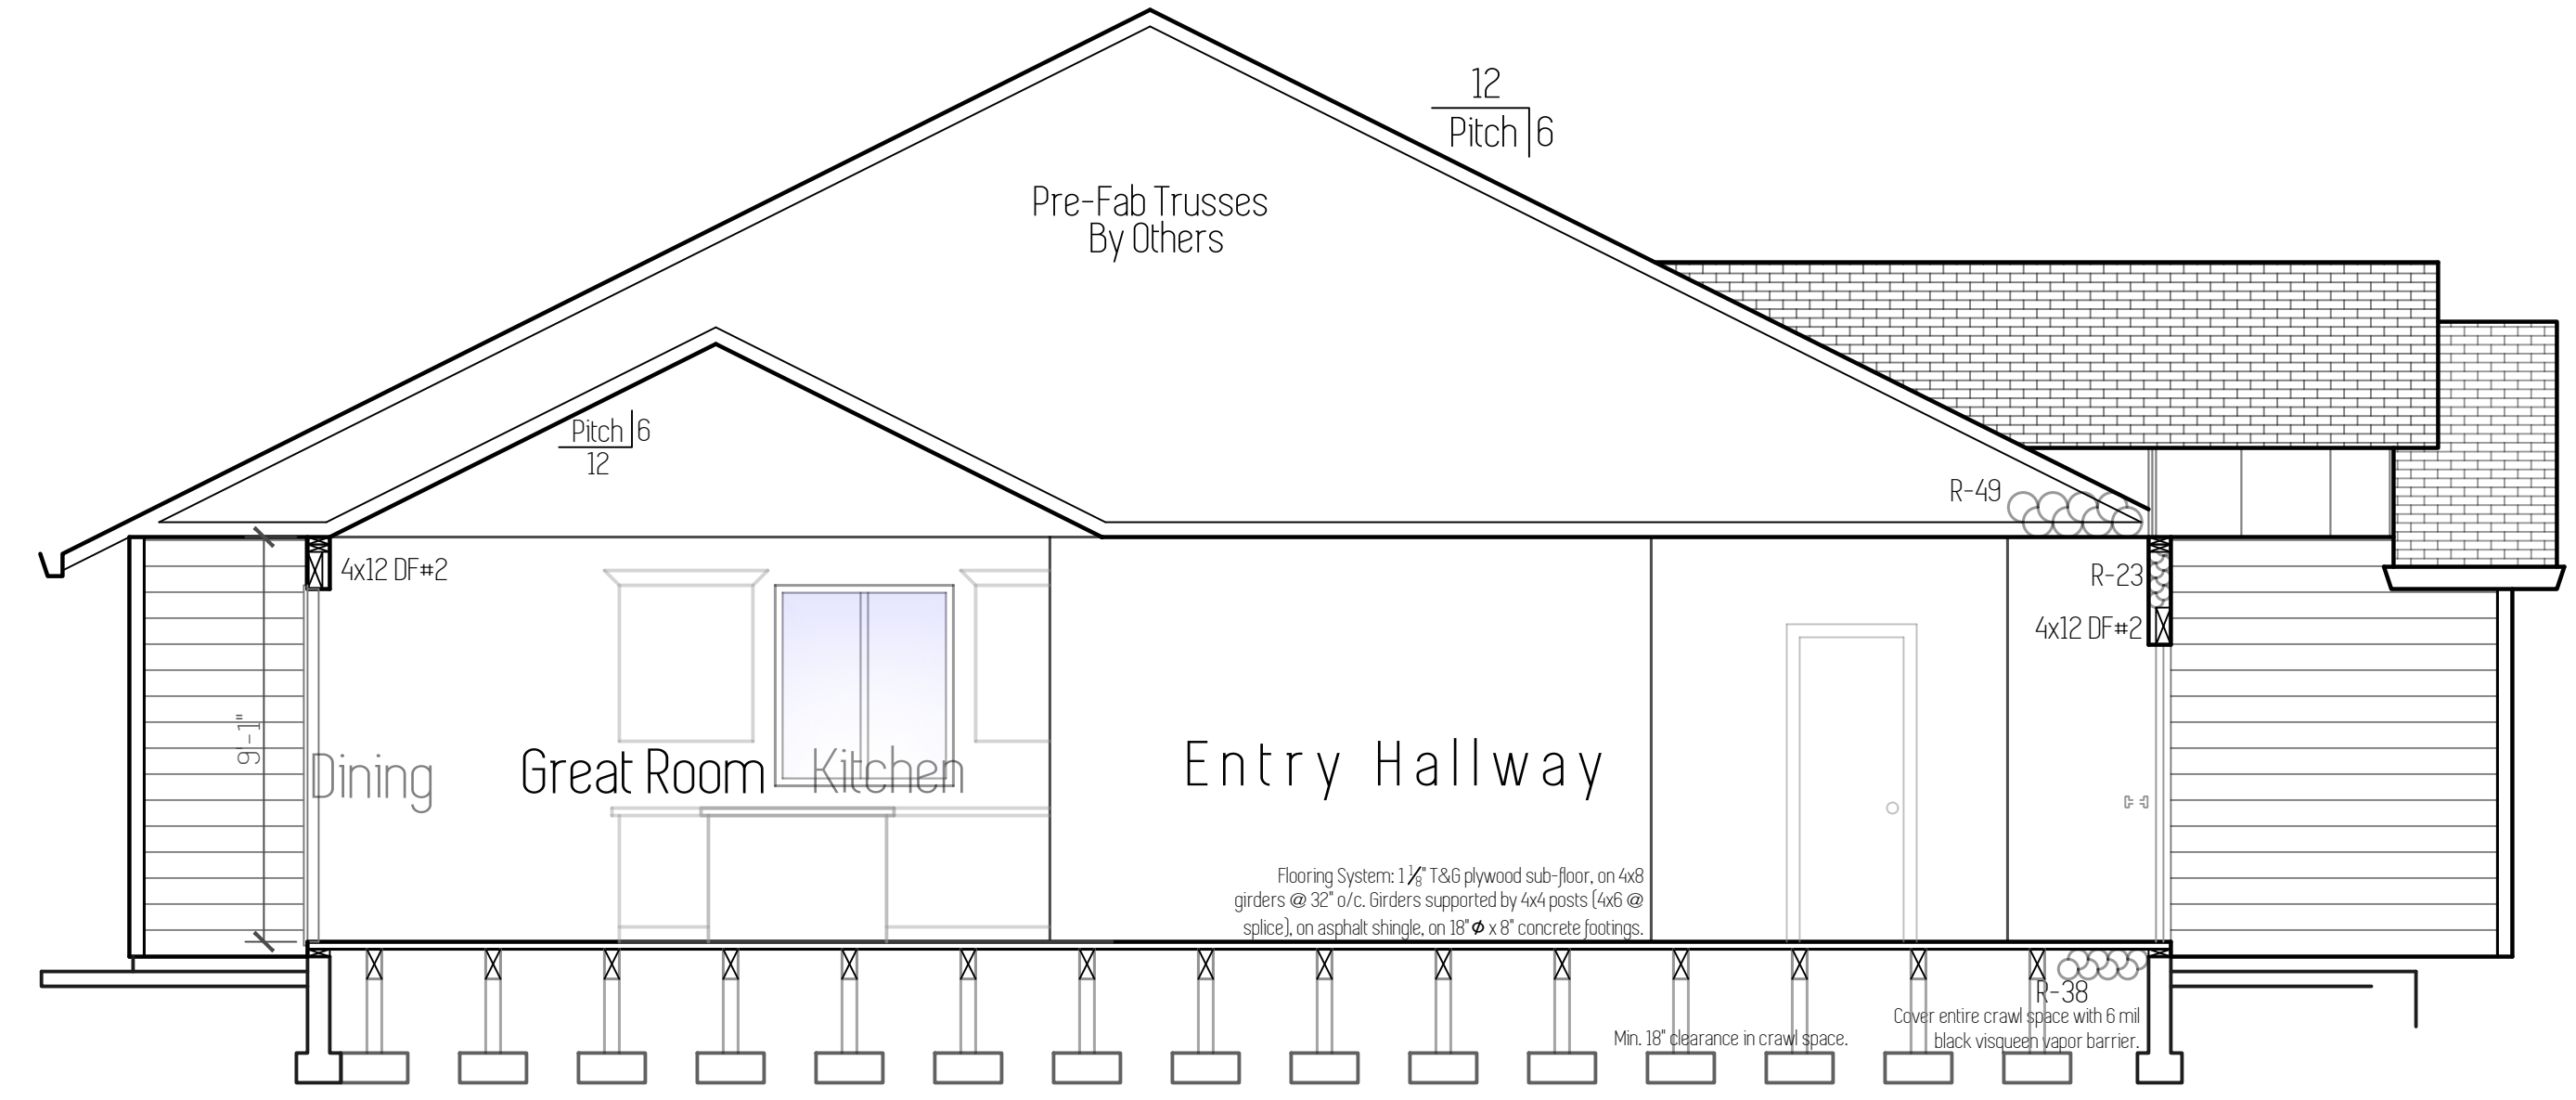 12
Pitch 6
Pre-Fab Trusses
By Others
Pitch 6
12
R-49
4x12 DF#2
R-23
4x12 DF#2
9'-1"
Dining
Great Room
Kitchen
Entry Hallway
Flooring System: 1 1/8" T&G plywood sub-floor, on 4x8
girders @ 32" o/c. Girders supported by 4x4 posts (4x6 @
splice), on asphalt shingle, on 18"Ø x 8" concrete footings.
R-38
Cover entire crawl space with 6 mil
black visqueen vapor barrier.
Min. 18" clearance in crawl space.